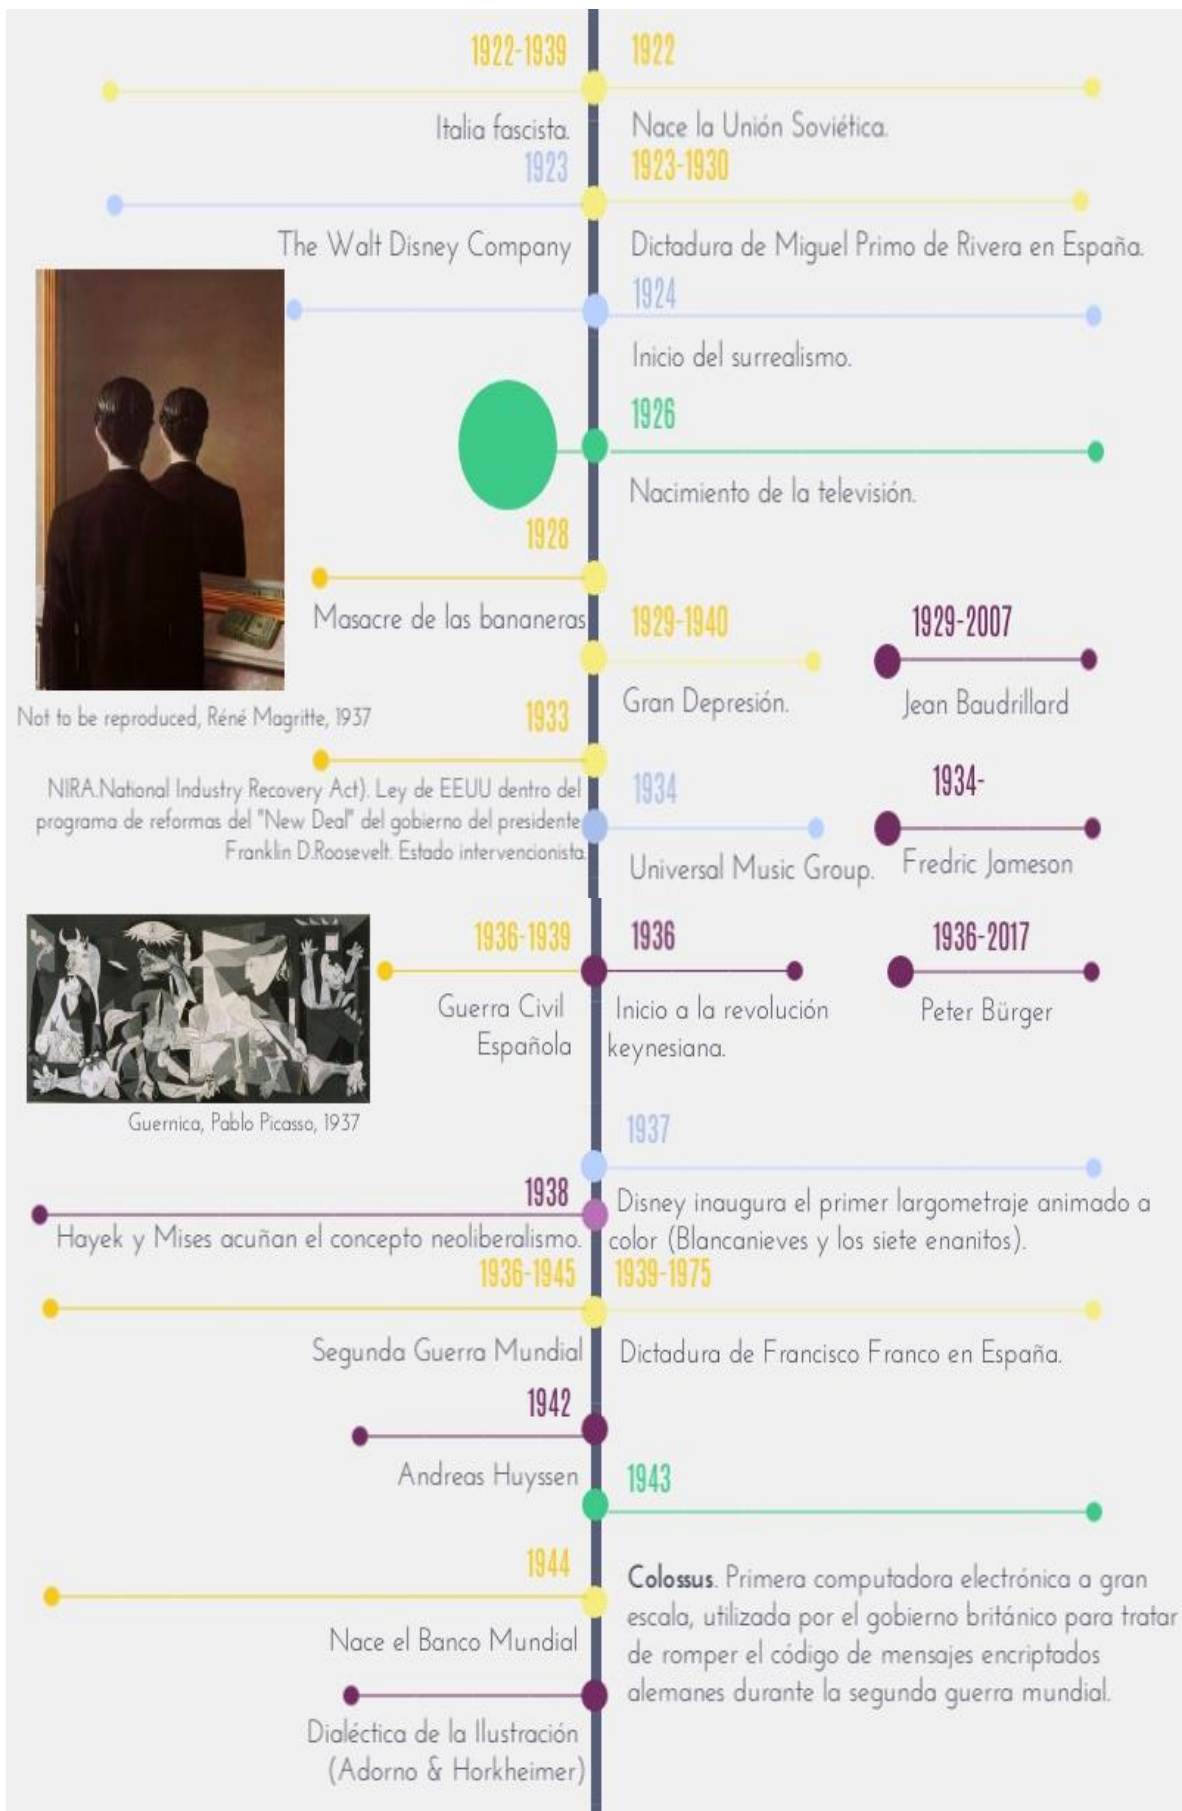 1922-1939
Italia fascista.
1922
Nace la Unión Soviética.
1923
The Walt Disney Company
1923-1930
Dictadura de Miguel Primo de Rivera en España.
1924
Inicio del surrealismo.
1926
Nacimiento de la televisión.
Not to be reproduced, Réné Magritte, 1937
1928
Masacre de las bananeras
1929-1940
Gran Depresión.
1929-2007
Jean Baudrillard
1933
NIRA.National Industry Recovery Act). Ley de EEUU dentro del
programa de reformas del "New Deal" del gobierno del presidente
Franklin D.Roosevelt. Estado intervencionista.
1934
Universal Music Group.
1934-
Fredric Jameson
Guernica, Pablo Picasso, 1937
1936-1939
Guerra Civil
Española
1936
Inicio a la revolución
keynesiana.
1936-2017
Peter Bürger
1937
Disney inaugura el primer largometraje animado a
color (Blancanieves y los siete enanitos).
1938
Hayek y Mises acuñan el concepto neoliberalismo.
1936-1945
Segunda Guerra Mundial
1939-1975
Dictadura de Francisco Franco en España.
1942
Andreas Huyssen
1943
Colossus. Primera computadora electrónica a gran
escala, utilizada por el gobierno británico para tratar
de romper el código de mensajes encriptados
alemanes durante la segunda guerra mundial.
1944
Nace el Banco Mundial
Dialéctica de la Ilustración
(Adorno & Horkheimer)